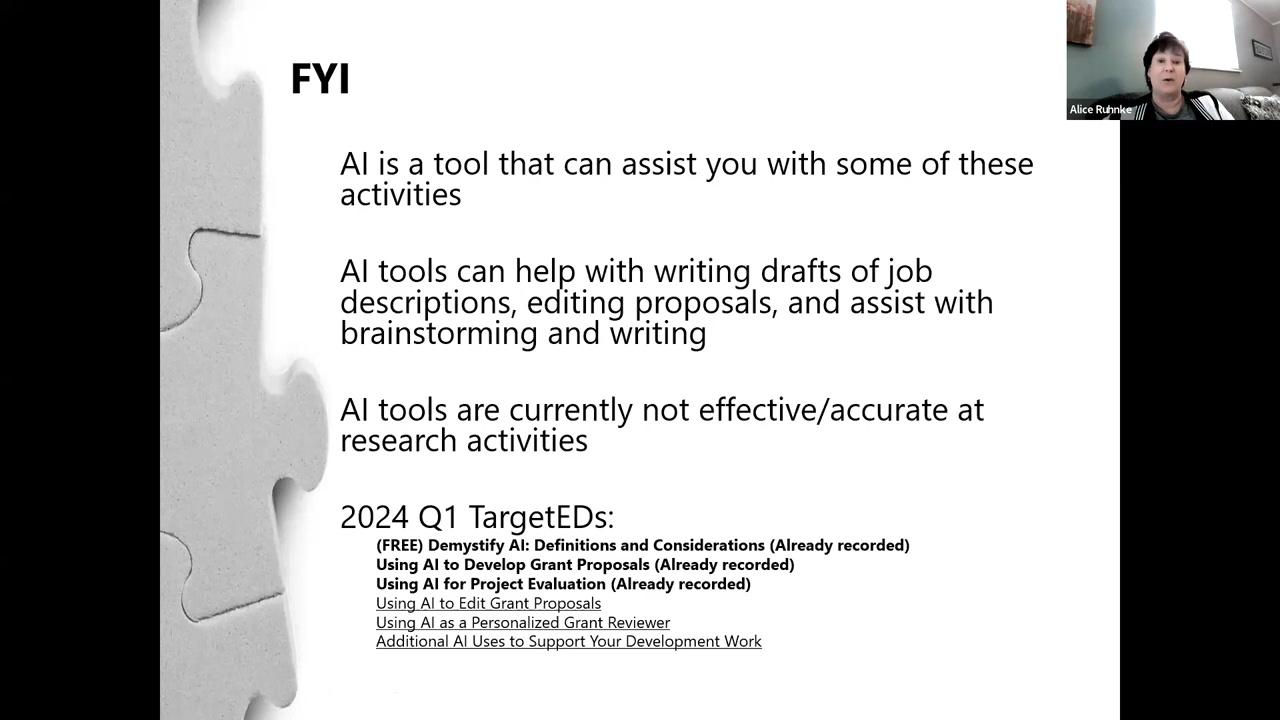 FYI
Alice Ruhnke
AI is a tool that can assist you with some of these
activities
AI tools can help with writing drafts of job
descriptions, editing proposals, and assist with
brainstorming and writing
AI tools are currently not effective/accurate at
research activities
2024 Q1 TargetEDs:
(FREE) Demystify AI: Definitions and Considerations (Already recorded)
Using AI to Develop Grant Proposals (Already recorded)
Using AI for Project Evaluation (Already recorded)
Using AI to Edit Grant Proposals
Using AI as a Personalized Grant Reviewer
Additional AI Uses to Support Your Development Work